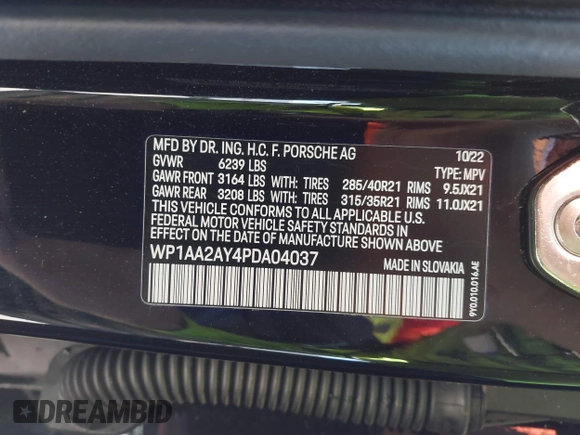 MFD BY DR. ING. H.C. F. PORSCHE AG 10/22
GVWR 6239 LBS TYPE: MPV
GAWR FRONT 3164 LBS WITH: TIRES 285/40R21 RIMS 9.5JX21
GAWR REAR 3208 LBS WITH: TIRES 315/35R21 RIMS 11.0JX21
THIS VEHICLE CONFORMS TO ALL APPLICABLE U.S.
FEDERAL MOTOR VEHICLE SAFETY STANDARDS IN
EFFECT ON THE DATE OF MANUFACTURE SHOWN ABOVE
WP1AA2AY4PDA04037 MADE IN SLOVAKIA
9Y0.010.016.AE
DREAMBID